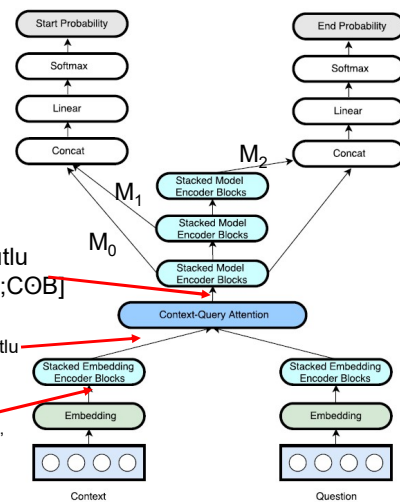 Start Probability
End Probability
Softmax
Softmax
Linear
Linear
Concat
Concat
M2
Stacked Model
Encoder Blocks
M1
Stacked Model
Encoder Blocks
M0
Stacked Model
Encoder Blocks
;COB]
Context-Query Attention
tlu
Stacked Embedding
Encoder Blocks
Stacked Embedding
Encoder Blocks
Embedding
Embedding
Context
Question